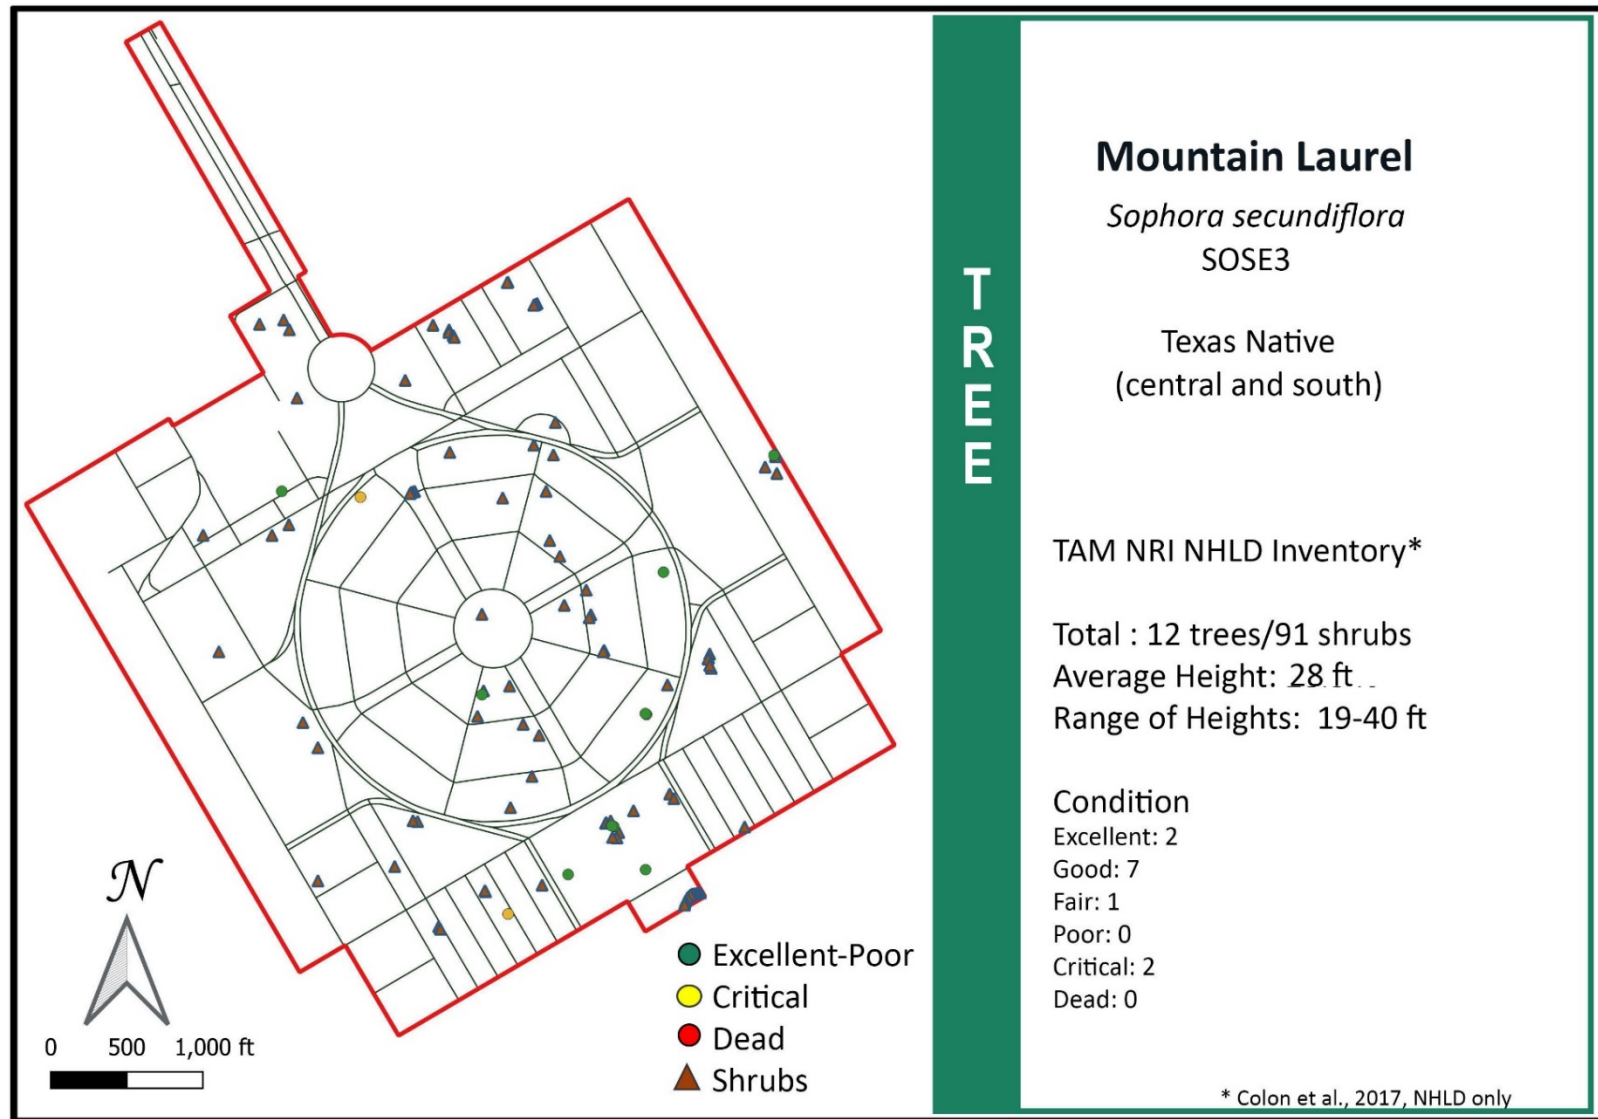 N
0 500 1,000 ft
Excellent-Poor
Critical
Dead
Shrubs
TREE
Mountain Laurel
Sophora secundiflora
SOSE3
Texas Native
(central and south)
TAM NRI NHLD Inventory*
Total : 12 trees/91 shrubs
Average Height: 28 ft
Range of Heights: 19-40 ft
Condition
Excellent: 2
Good: 7
Fair: 1
Poor: 0
Critical: 2
Dead: 0
* Colon et al., 2017, NHLD only